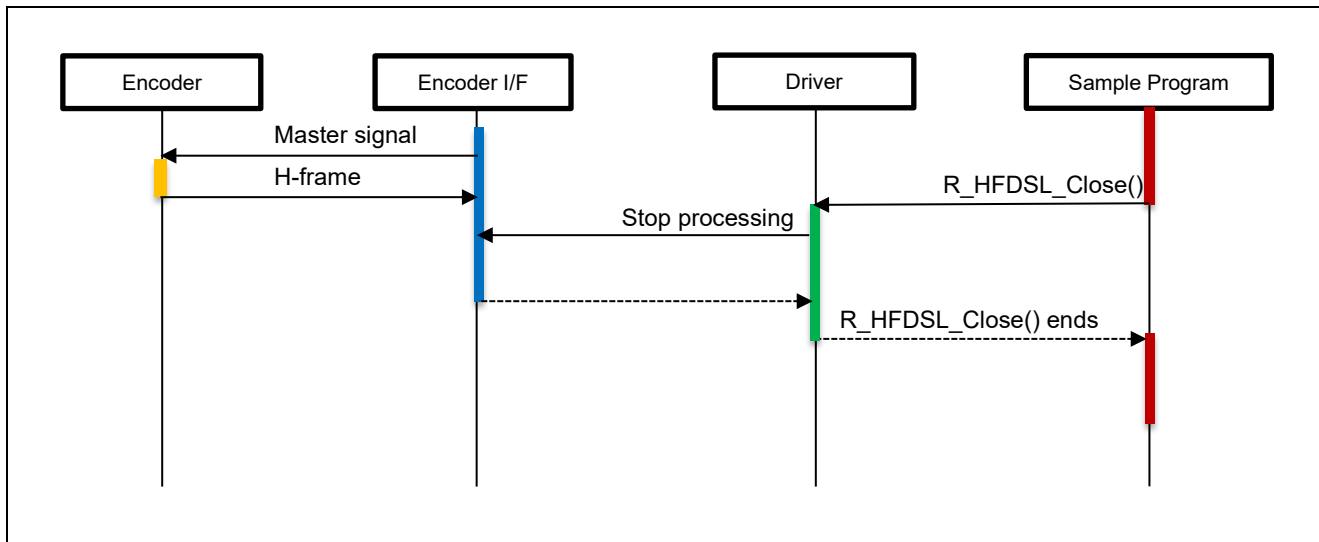 Encoder
Encoder I/F
Driver
Sample Program
Master signal
H-frame
R_HFDSL_Close()
Stop processing
R_HFDSL_Close() ends